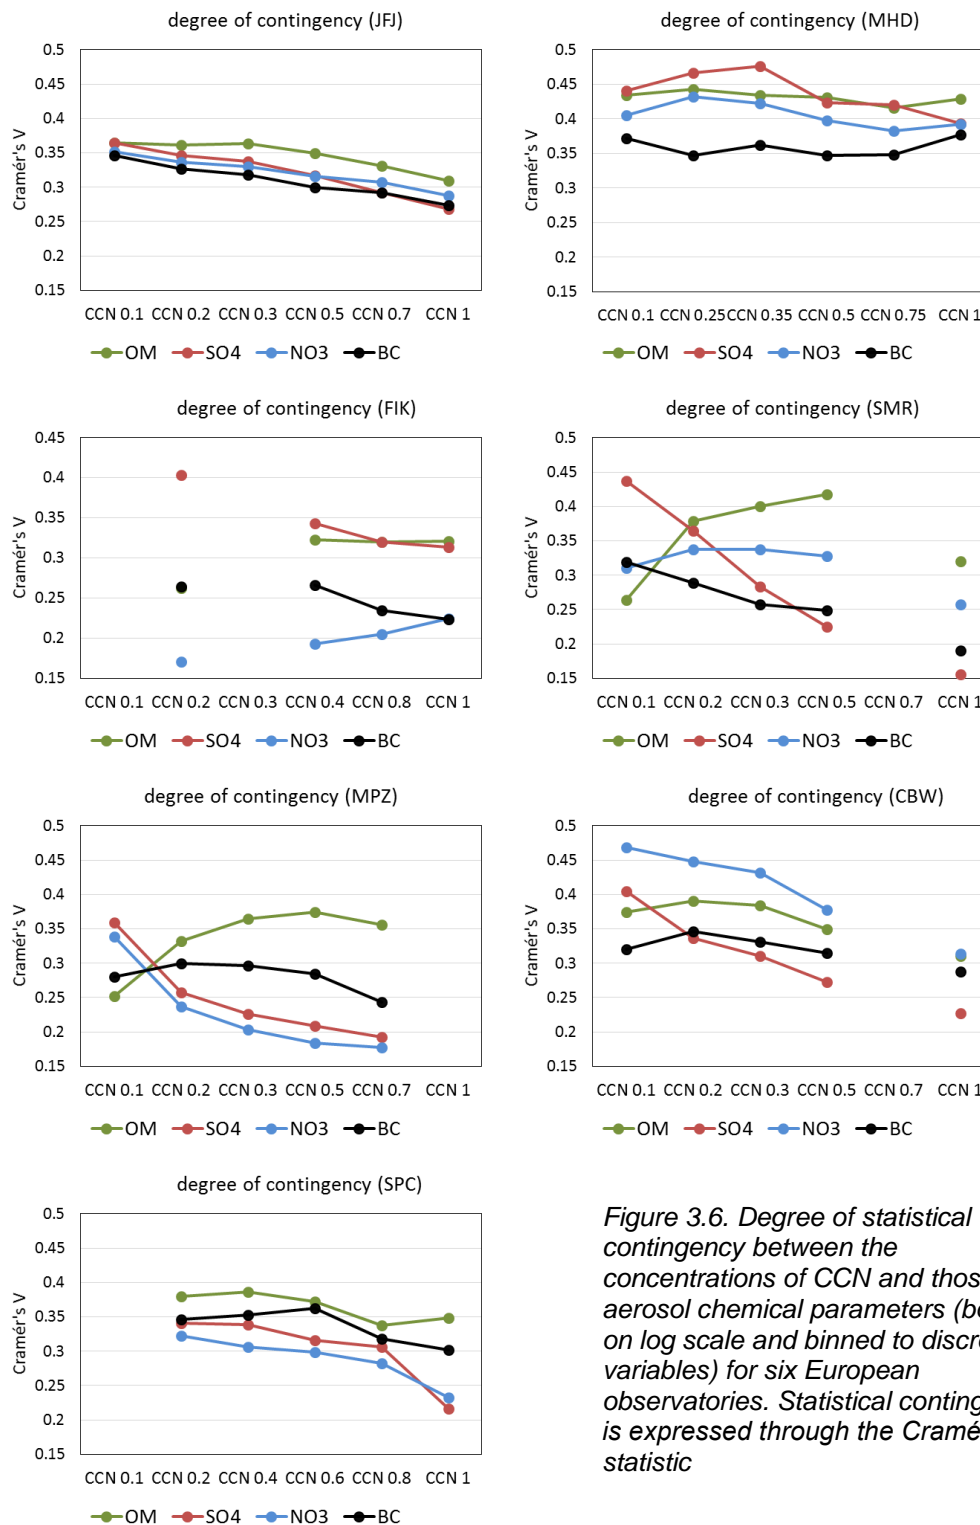 degree of contingency (JFJ)
0.5
0.45
0.4
0.35
0.3
0.25
0.2
0.15
Cramér's V
CCN 0.1 CCN 0.2 CCN 0.3 CCN 0.5 CCN 0.7 CCN 1
OM SO4 NO3 BC
degree of contingency (MHD)
0.5
0.45
0.4
0.35
0.3
0.25
0.2
0.15
Cramér's V
CCN 0.1 CCN 0.25 CCN 0.35 CCN 0.5 CCN 0.75 CCN 1
OM SO4 NO3 BC
degree of contingency (FIK)
0.45
0.4
0.35
0.3
0.25
0.2
0.15
Cramér's V
CCN 0.1 CCN 0.2 CCN 0.3 CCN 0.4 CCN 0.8 CCN 1
OM SO4 NO3 BC
degree of contingency (SMR)
0.5
0.45
0.4
0.35
0.3
0.25
0.2
0.15
Cramér's V
CCN 0.1 CCN 0.2 CCN 0.3 CCN 0.5 CCN 0.7 CCN 1
OM SO4 NO3 BC
degree of contingency (MPZ)
0.5
0.45
0.4
0.35
0.3
0.25
0.2
0.15
Cramér's V
CCN 0.1 CCN 0.2 CCN 0.3 CCN 0.5 CCN 0.7 CCN 1
OM SO4 NO3 BC
degree of contingency (CBW)
0.5
0.45
0.4
0.35
0.3
0.25
0.2
0.15
Cramér's V
CCN 0.1 CCN 0.2 CCN 0.3 CCN 0.5 CCN 0.7 CCN 1
OM SO4 NO3 BC
degree of contingency (SPC)
0.5
0.45
0.4
0.35
0.3
0.25
0.2
0.15
Cramér's V
CCN 0.1 CCN 0.2 CCN 0.4 CCN 0.6 CCN 0.8 CCN 1
OM SO4 NO3 BC
Figure 3.6. Degree of statistical
contingency between the
concentrations of CCN and thos
aerosol chemical parameters (bo
on log scale and binned to discre
variables) for six European
observatories. Statistical conting
is expressed through the Cramé
statistic